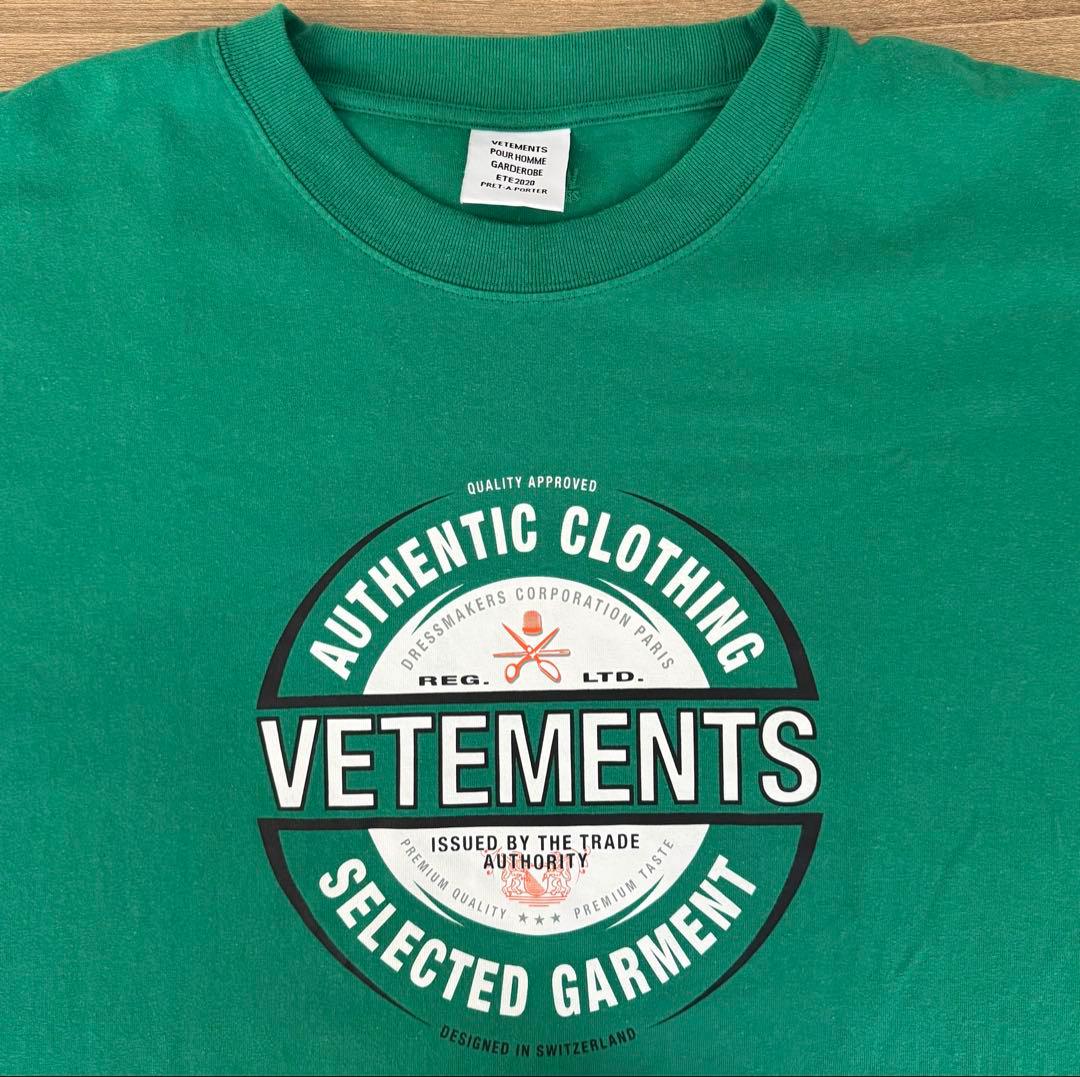 VETEMENTS
POUR HOMME
GARDEROBE
ETE 2020
PRET-A-PORTER
QUALITY APPROVED
AUTHENTIC CLOTHING
DRESSMAKERS CORPORATION PARIS
REG. LTD.
VETEMENTS
ISSUED BY THE TRADE
AUTHORITY
PREMIUM QUALITY ★★★ PREMIUM TASTE
SELECTED GARMENT
DESIGNED IN SWITZERLAND